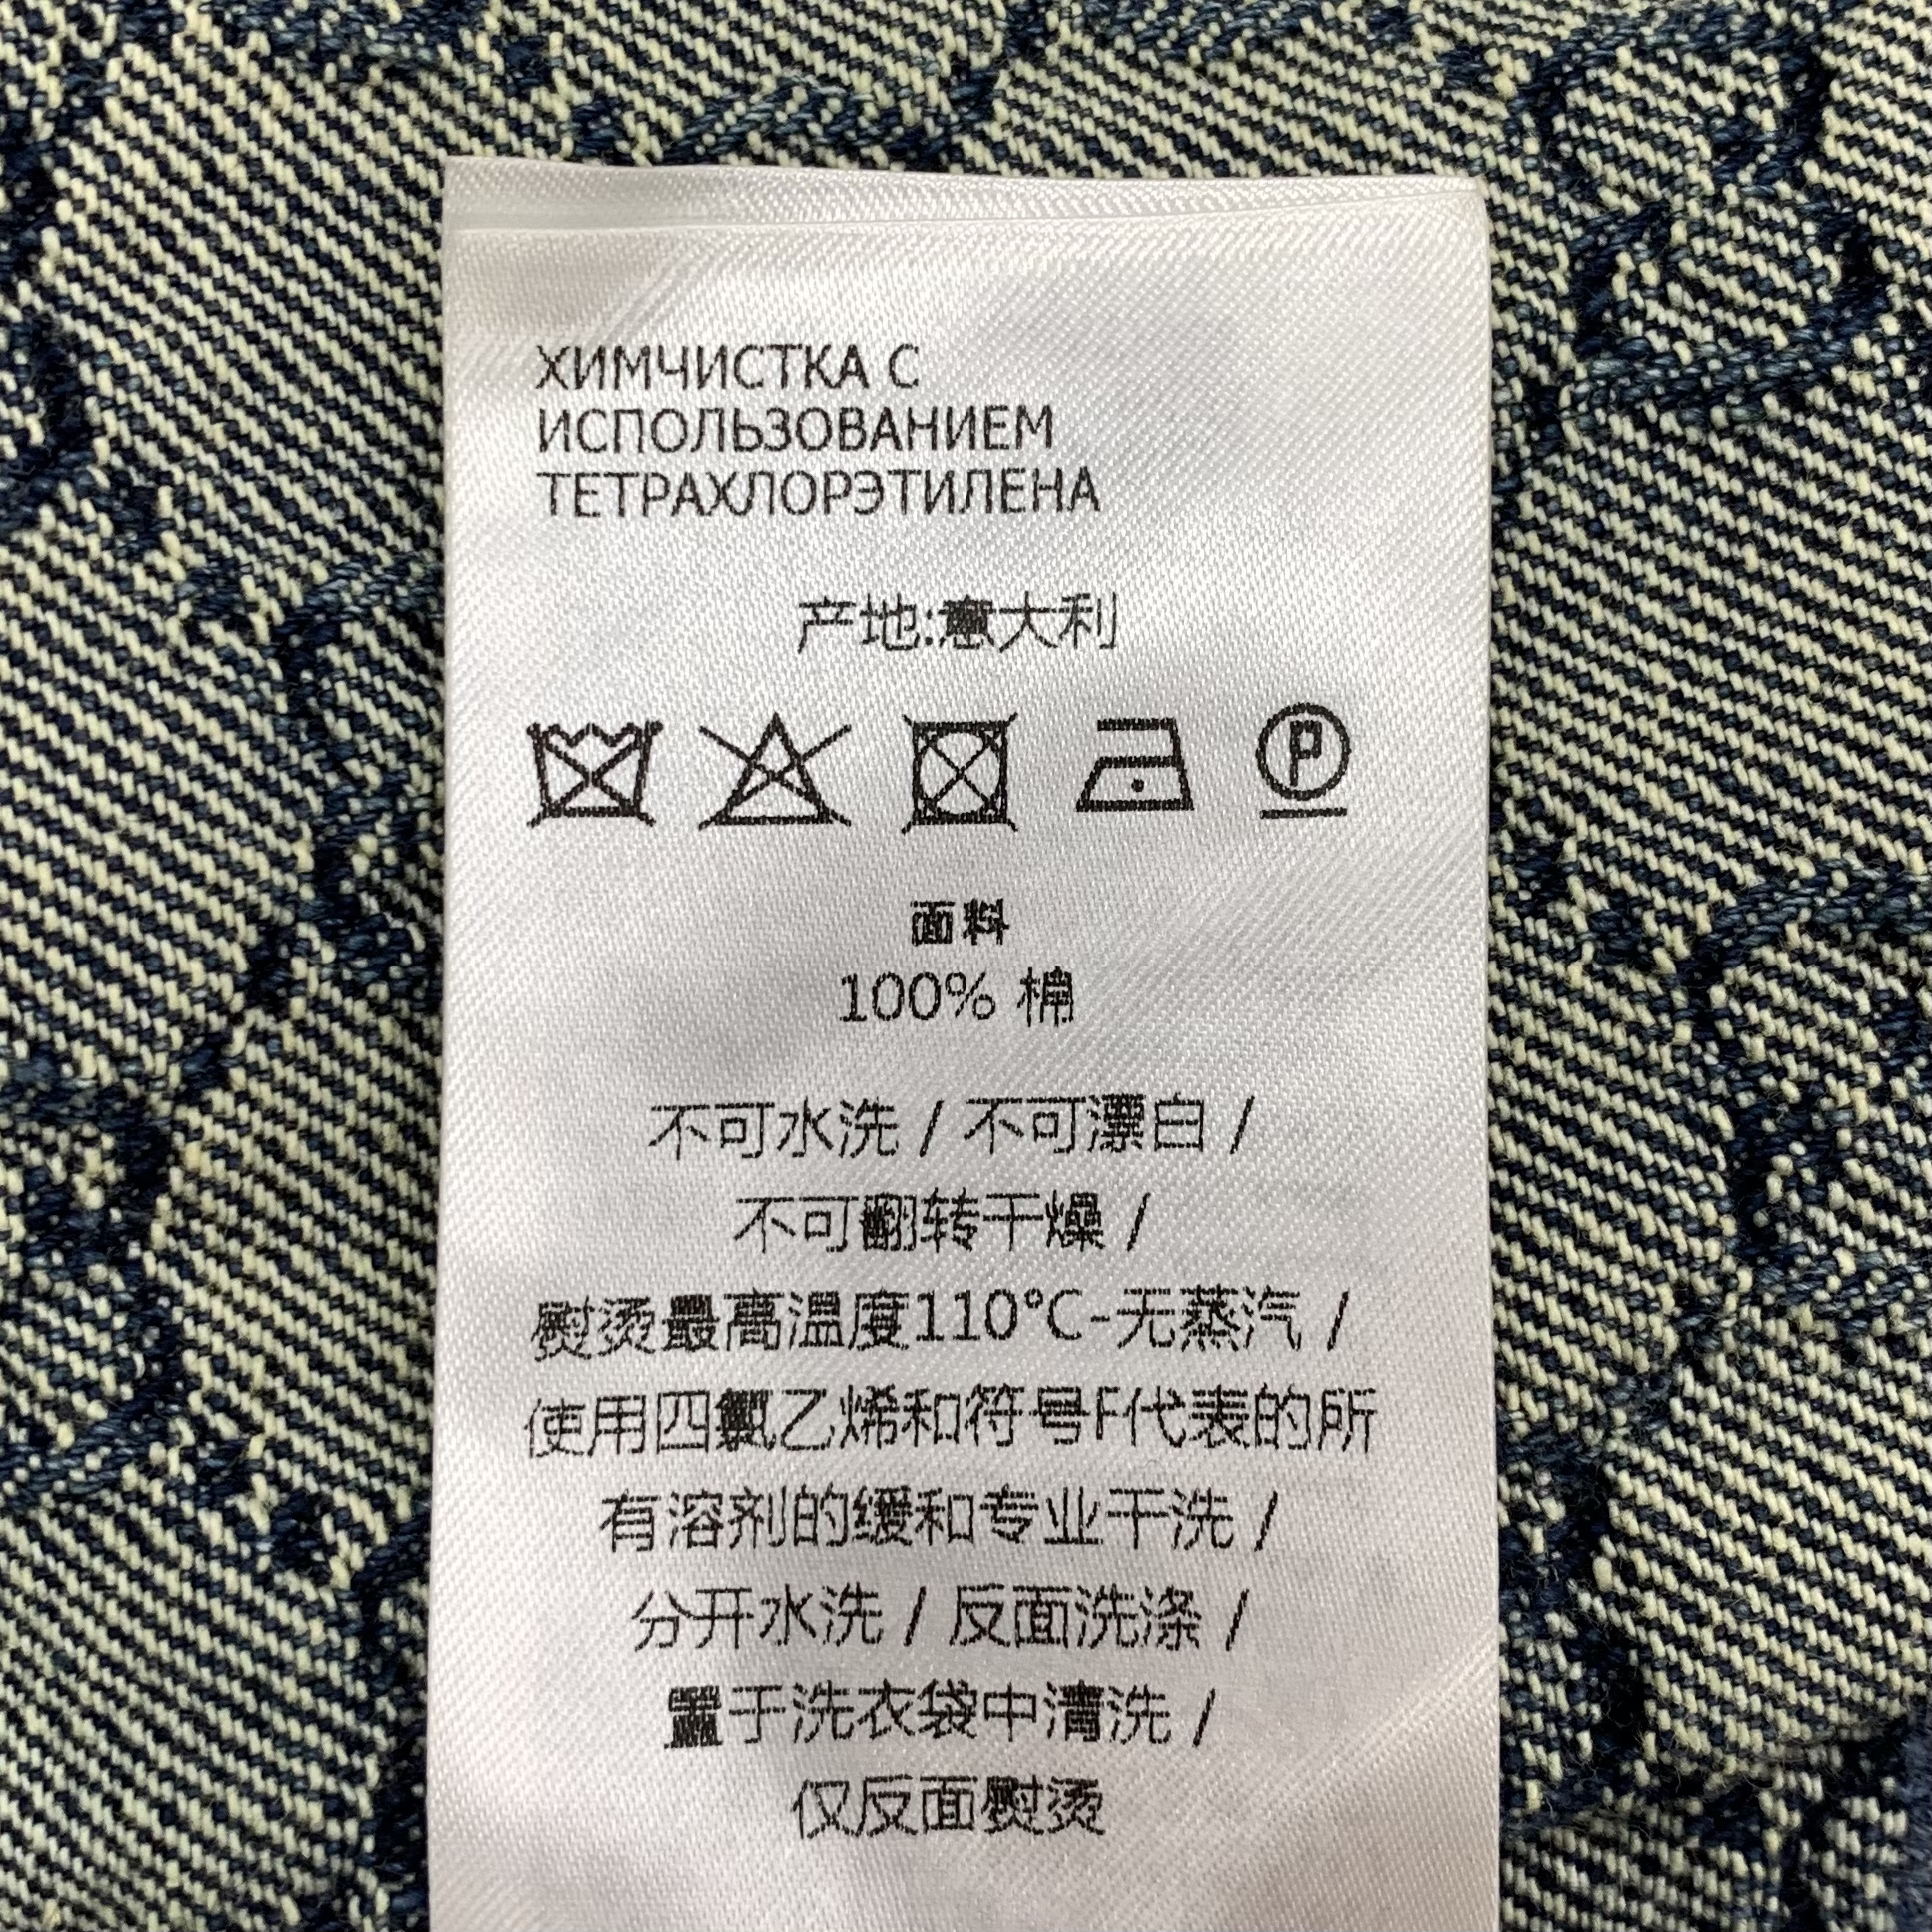 ХИМЧИСТКА С
ИСПОЛЬЗОВАНИЕМ
ТЕТРАХЛОРЭТИЛЕНА
产地:意大利
P
面料
100% 棉
不可水洗 / 不可漂白 /
不可翻转干燥 /
熨烫最高温度110°C-无蒸汽 /
使用四氯乙烯和符号F代表的所
有溶剂的缓和专业干洗 /
分开水洗 / 反面洗涤 /
置于洗衣袋中清洗 /
仅反面熨烫